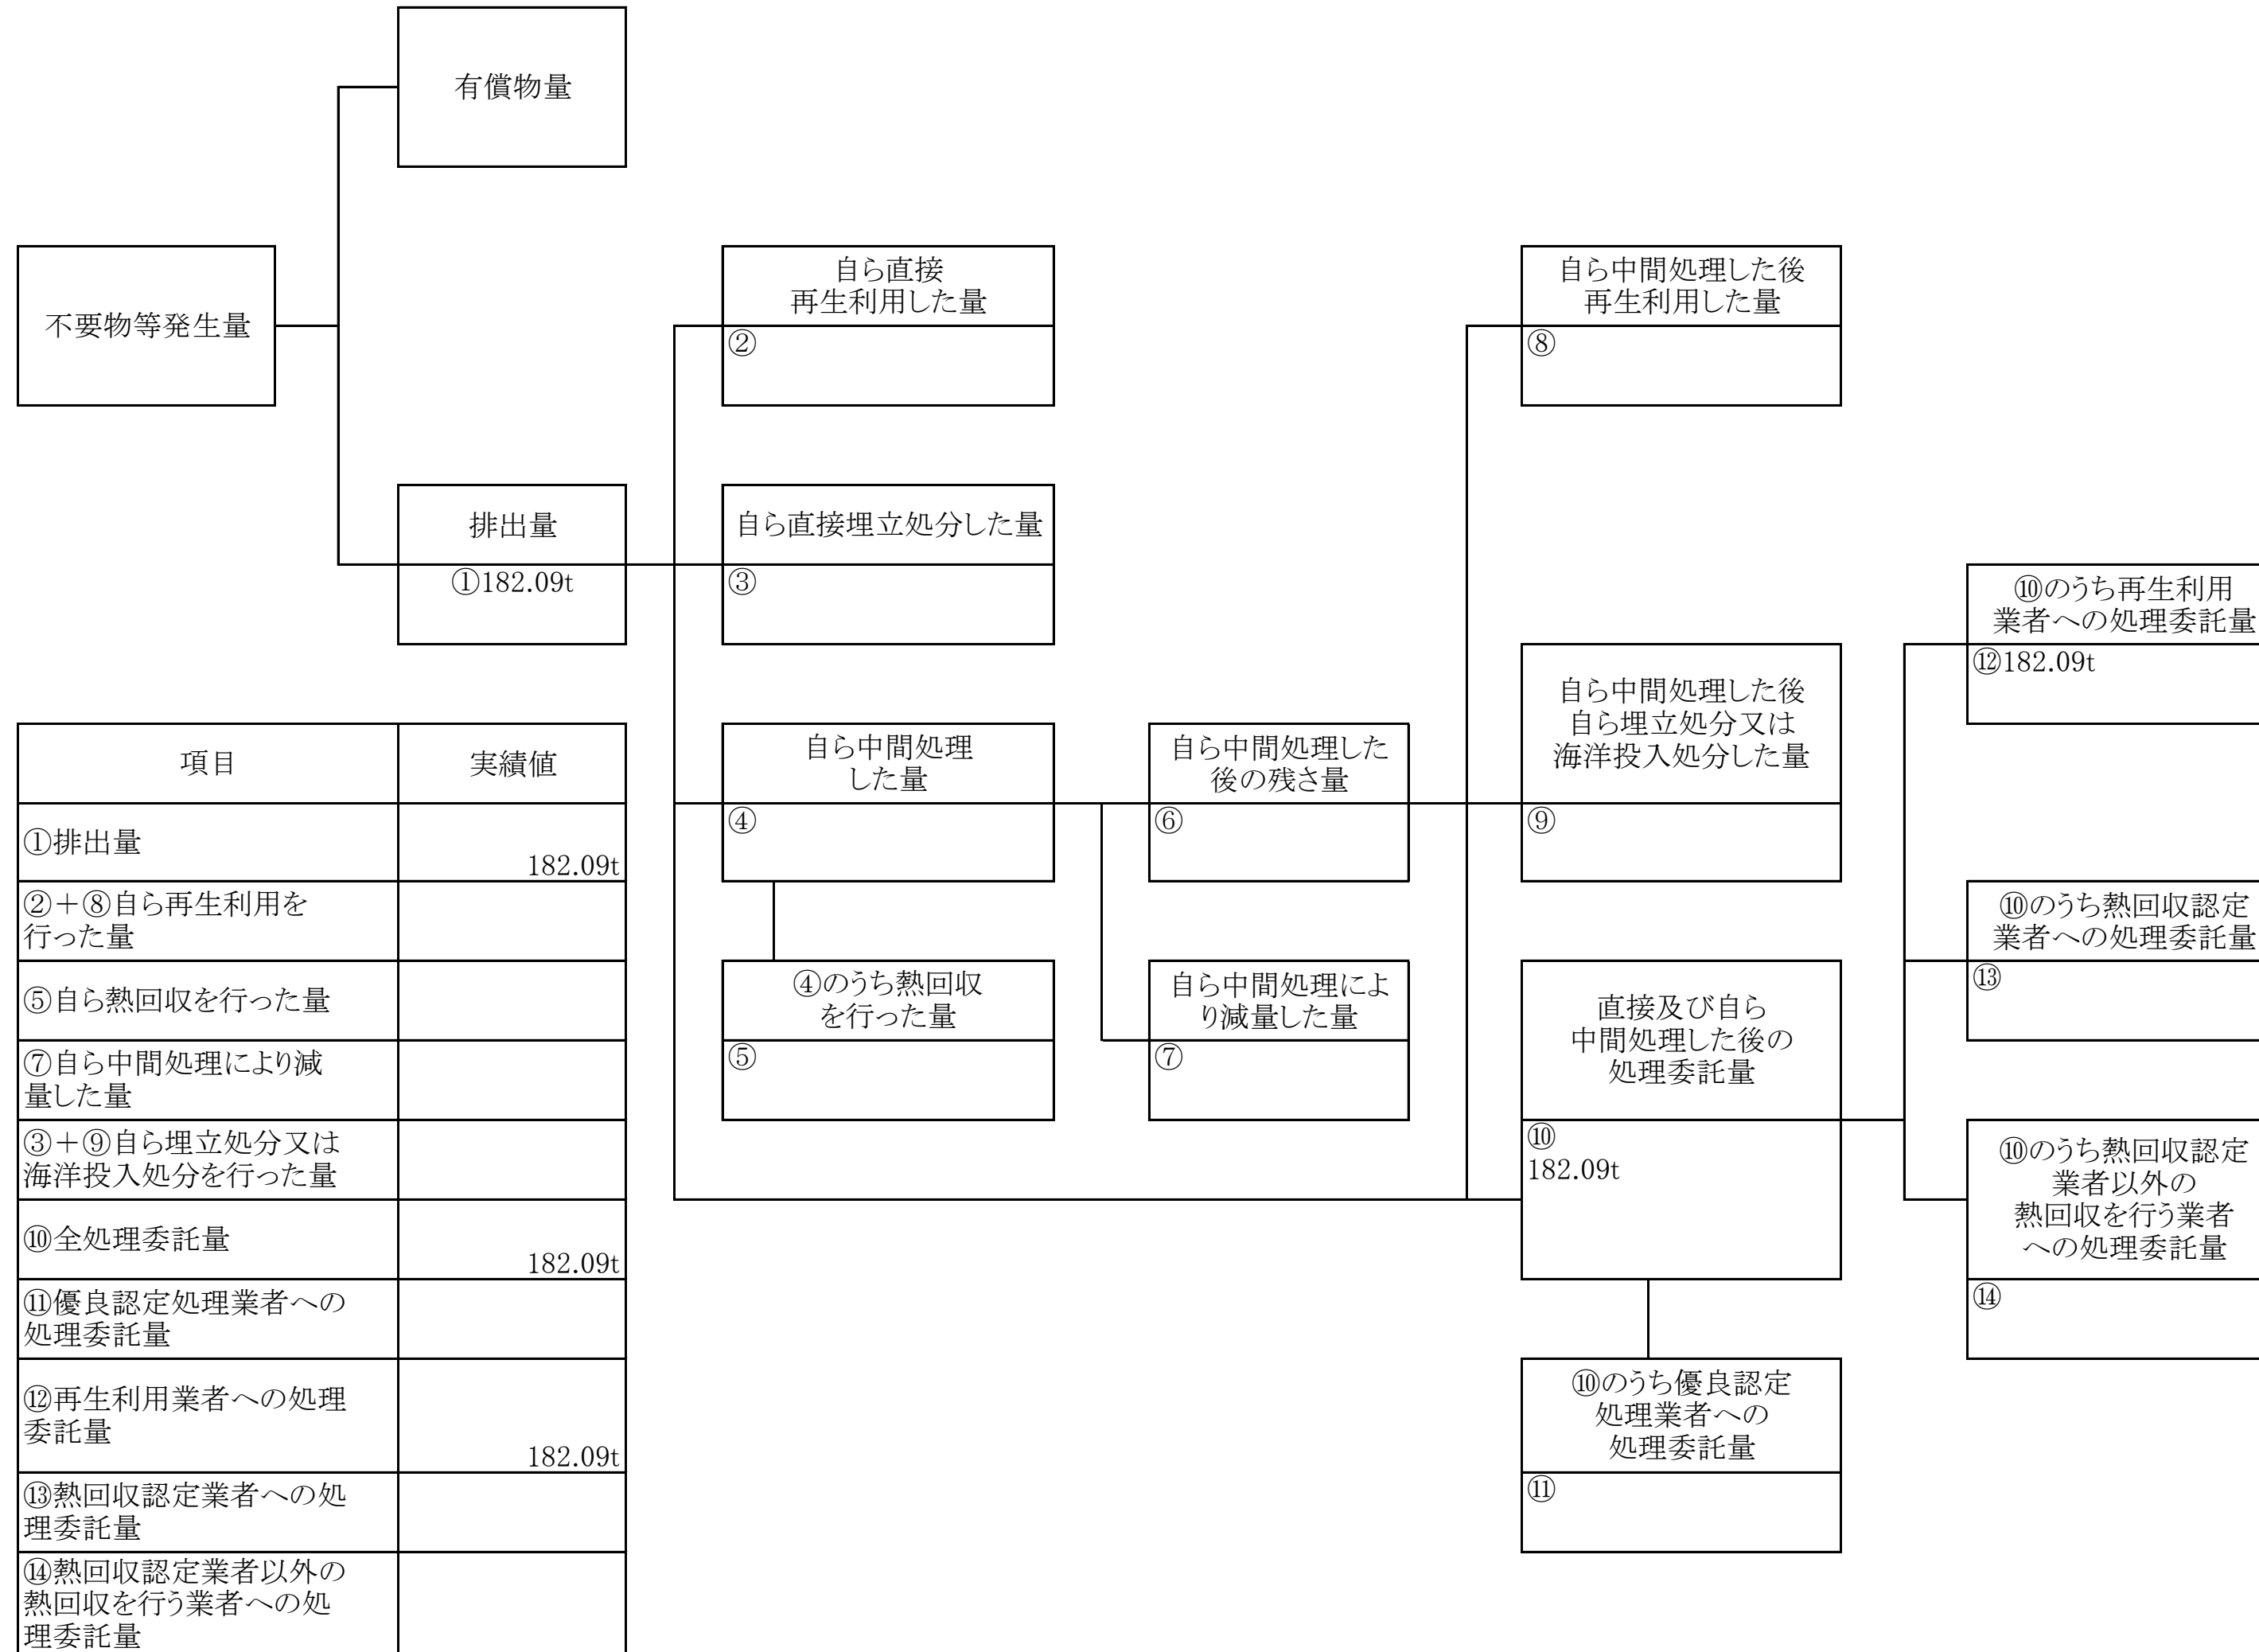 有償物量
不要物等発生量
排出量
①182.09t
自ら直接
再生利用した量
②
自ら直接埋立処分した量
③
自ら中間処理
した量
④
④のうち熱回収
を行った量
⑤
自ら中間処理した
後の残さ量
⑥
自ら中間処理によ
り減量した量
⑦
自ら中間処理した後
再生利用した量
⑧
自ら中間処理した後
自ら埋立処分又は
海洋投入処分した量
⑨
直接及び自ら
中間処理した後の
処理委託量
⑩
182.09t
⑩のうち優良認定
処理業者への
処理委託量
⑪
⑩のうち再生利用
業者への処理委託量
⑫182.09t
⑩のうち熱回収認定
業者への処理委託量
⑬
⑩のうち熱回収認定
業者以外の
熱回収を行う業者
への処理委託量
⑭
項目 実績値
①排出量 182.09t
②+⑧自ら再生利用を
行った量
⑤自ら熱回収を行った量
⑦自ら中間処理により減
量した量
③+⑨自ら埋立処分又は
海洋投入処分を行った量
⑩全処理委託量 182.09t
⑪優良認定処理業者への
処理委託量
⑫再生利用業者への処理
委託量 182.09t
⑬熱回収認定業者への処
理委託量
⑭熱回収認定業者以外の
熱回収を行う業者への処
理委託量